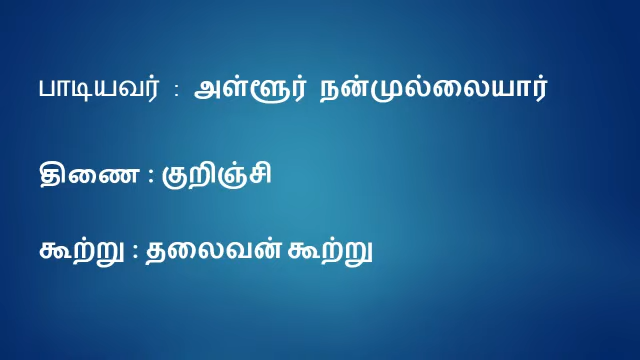 பாடியவர் : அள்ளூர் நன்முல்லையார்
திணை : குறிஞ்சி
கூற்று : தலைவன் கூற்று